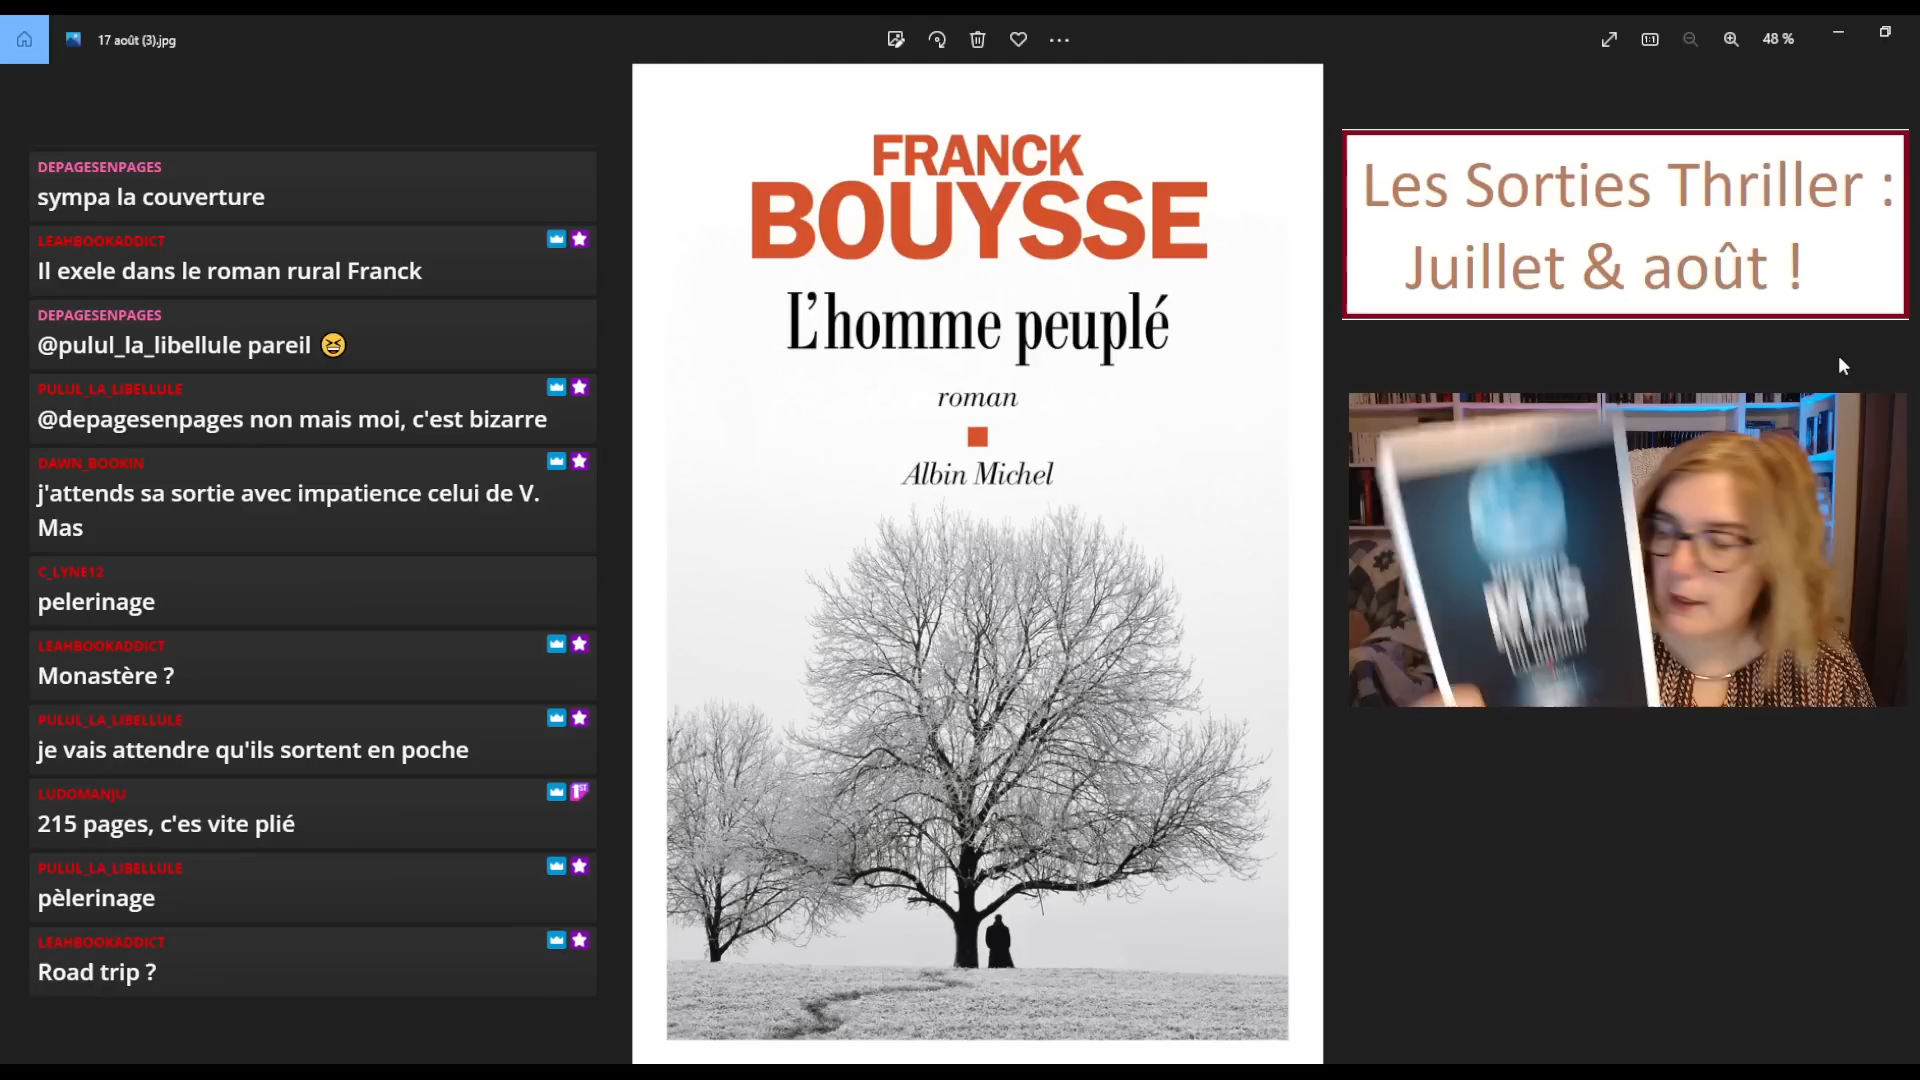 17 août (3).jpg
48 %
DEPAGESENPAGES
sympa la couverture
LEAHBOOKADDICT
Il exele dans le roman rural Franck
DEPAGESENPAGES
@pulul_la_libellule pareil 😆
PULUL_LA_LIBELLULE
@depagesenpages non mais moi, c'est bizarre
DAWN_BOOKIN
j'attends sa sortie avec impatience celui de V.
Mas
C_LYNE12
pelerinage
LEAHBOOKADDICT
Monastère ?
PULUL_LA_LIBELLULE
je vais attendre qu'ils sortent en poche
LUDOMANJU
1ST
215 pages, c'es vite plié
PULUL_LA_LIBELLULE
pèlerinage
LEAHBOOKADDICT
Road trip ?
FRANCK
BOUYSSE
L'homme peuplé
roman
Albin Michel
Les Sorties Thriller :
Juillet & août !